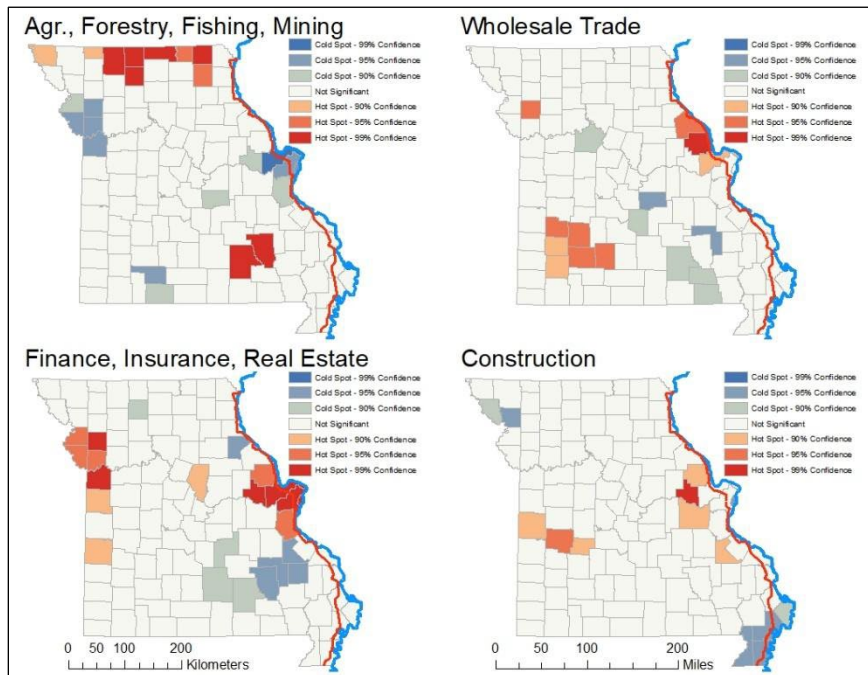 Agr., Forestry, Fishing, Mining
Cold Spot - 99% Confidence
Cold Spot - 95% Confidence
Cold Spot - 90% Confidence
Not Significant
Hot Spot - 90% Confidence
Hot Spot - 95% Confidence
Hot Spot - 99% Confidence
Wholesale Trade
Cold Spot - 99% Confidence
Cold Spot - 95% Confidence
Cold Spot - 90% Confidence
Not Significant
Hot Spot - 90% Confidence
Hot Spot - 95% Confidence
Hot Spot - 99% Confidence
Finance, Insurance, Real Estate
Cold Spot - 99% Confidence
Cold Spot - 95% Confidence
Cold Spot - 90% Confidence
Not Significant
Hot Spot - 90% Confidence
Hot Spot - 95% Confidence
Hot Spot - 99% Confidence
0 50 100 200
Kilometers
Construction
Cold Spot - 99% Confidence
Cold Spot - 95% Confidence
Cold Spot - 90% Confidence
Not Significant
Hot Spot - 90% Confidence
Hot Spot - 95% Confidence
Hot Spot - 99% Confidence
0 50 100 200
Miles